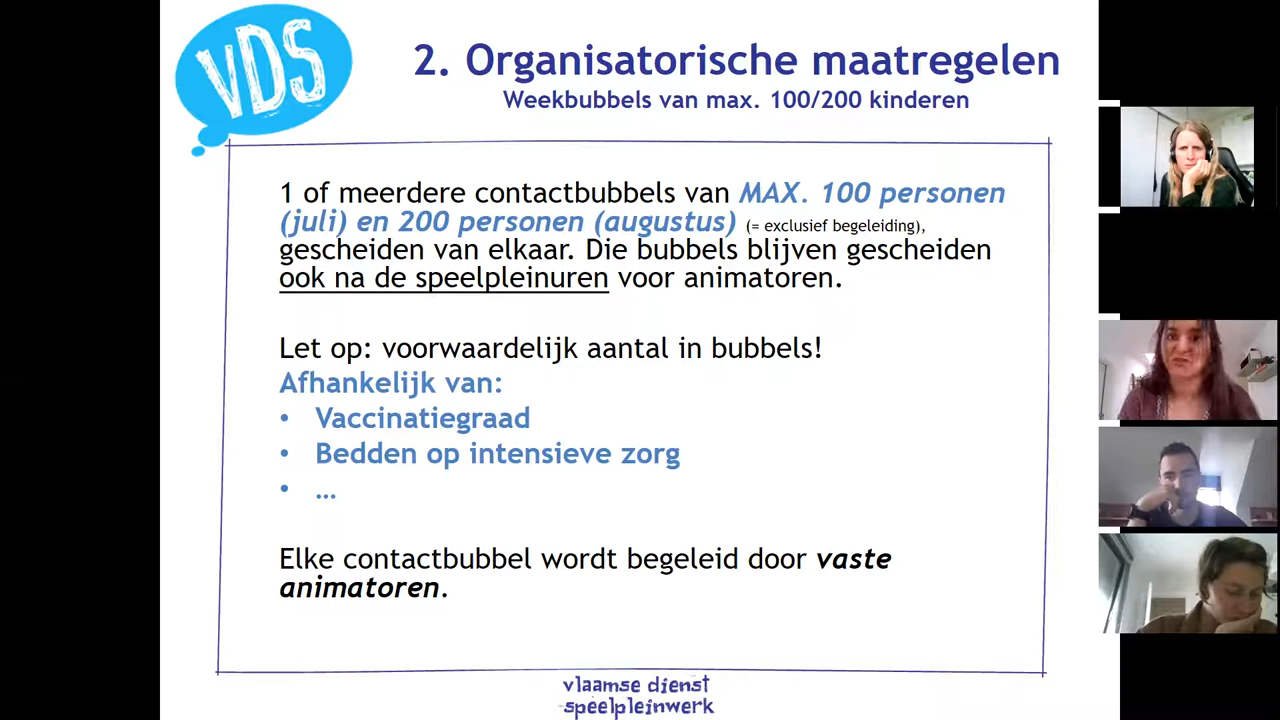 VDS
2. Organisatorische maatregelen
Weekbubbels van max. 100/200 kinderen
1 of meerdere contactbubbels van MAX. 100 personen
(juli) en 200 personen (augustus) (= exclusief begeleiding),
gescheiden van elkaar. Die bubbels blijven gescheiden
ook na de speelpleinuren voor animatoren.
Let op: voorwaardelijk aantal in bubbels!
Afhankelijk van:
• Vaccinatiegraad
• Bedden op intensieve zorg
• …
Elke contactbubbel wordt begeleid door vaste
animatoren.
vlaamse dienst
speelpleinwerk